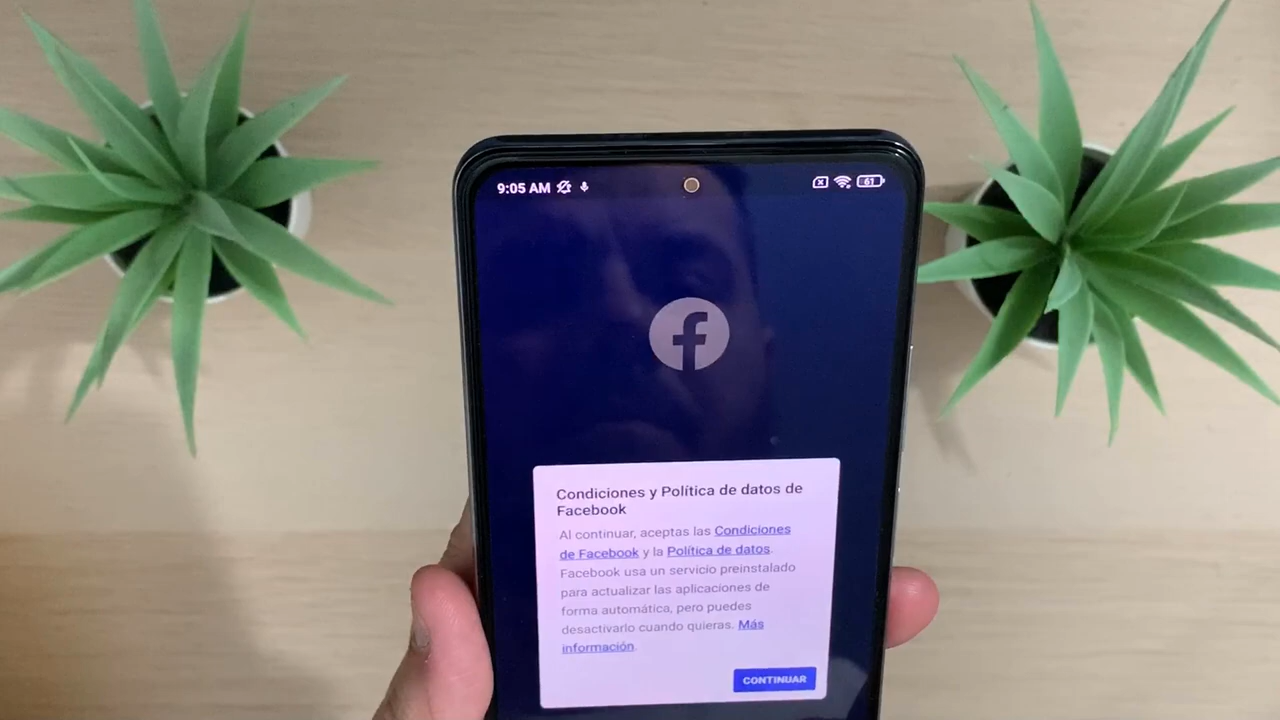 9:05 AM 61
Condiciones y Política de datos de
Facebook
Al continuar, aceptas las Condiciones
de Facebook y la Política de datos.
Facebook usa un servicio preinstalado
para actualizar las aplicaciones de
forma automática, pero puedes
desactivarlo cuando quieras. Más
información.
CONTINUAR